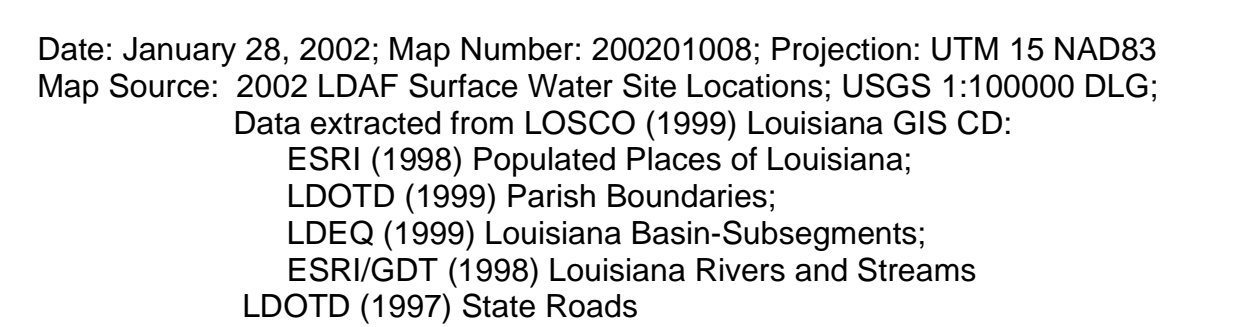 Date: January 28, 2002; Map Number: 200201008; Projection: UTM 15 NAD83
Map Source: 2002 LDAF Surface Water Site Locations; USGS 1:100000 DLG;
Data extracted from LOSCO (1999) Louisiana GIS CD:
ESRI (1998) Populated Places of Louisiana;
LDOTD (1999) Parish Boundaries;
LDEQ (1999) Louisiana Basin-Subsegments;
ESRI/GDT (1998) Louisiana Rivers and Streams
LDOTD (1997) State Roads